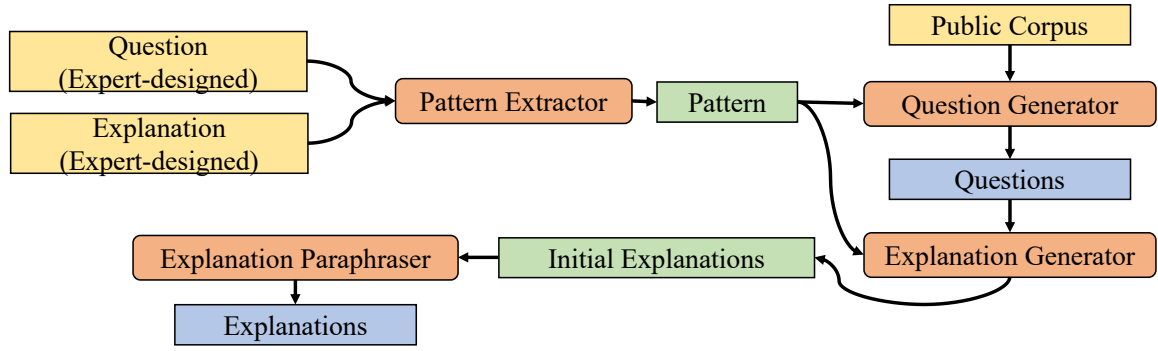 Question
(Expert-designed)
Explanation
(Expert-designed)
Pattern Extractor
Pattern
Public Corpus
Question Generator
Questions
Explanation Generator
Initial Explanations
Explanation Paraphraser
Explanations